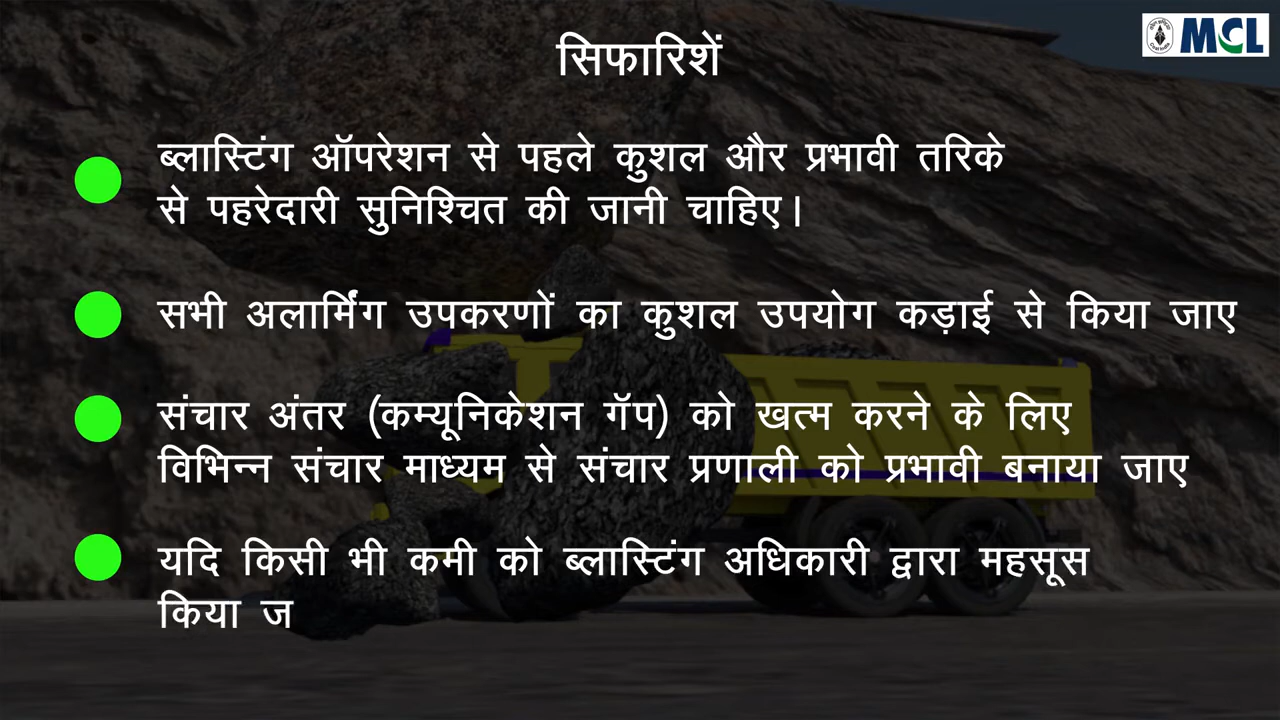 MCL
सिफारिशें
ब्लास्टिंग ऑपरेशन से पहले कुशल और प्रभावी तरिके
से पहरेदारी सुनिश्चित की जानी चाहिए।
सभी अलार्मिंग उपकरणों का कुशल उपयोग कड़ाई से किया जाए
संचार अंतर (कम्यूनिकेशन गॅप) को खत्म करने के लिए
विभिन्न संचार माध्यम से संचार प्रणाली को प्रभावी बनाया जाए
यदि किसी भी कमी को ब्लास्टिंग अधिकारी द्वारा महसूस
किया ज